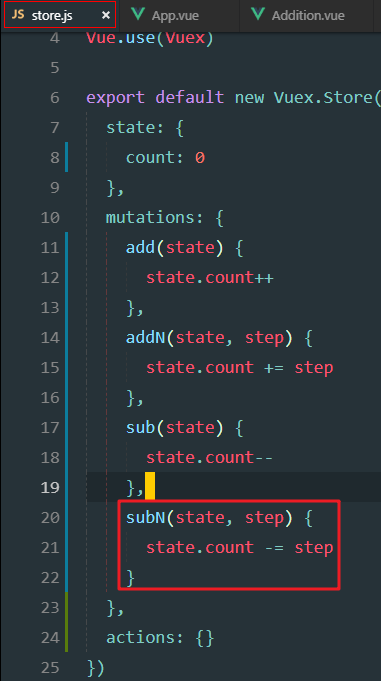 JS store.js ×
App.vue
Addition.vue
4 Vue.use(Vuex)
5
6 export default new Vuex.Store(
7 state: {
8 count: 0
9 },
10 mutations: {
11 add(state) {
12 state.count++
13 },
14 addN(state, step) {
15 state.count += step
16 },
17 sub(state) {
18 state.count--
19 },
20 subN(state, step) {
21 state.count -= step
22 }
23 },
24 actions: {}
25 })